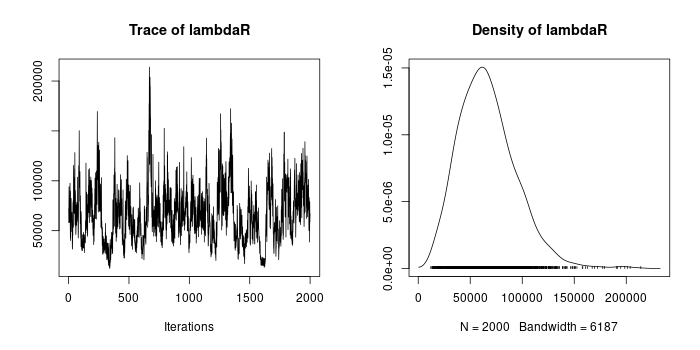 Trace of lambdaR
200000
100000
50000
0
500
1000
1500
2000
Iterations
Density of lambdaR
1.5e-05
1.0e-05
5.0e-06
0.0e+00
0
50000
100000
150000
200000
N = 2000 Bandwidth = 6187